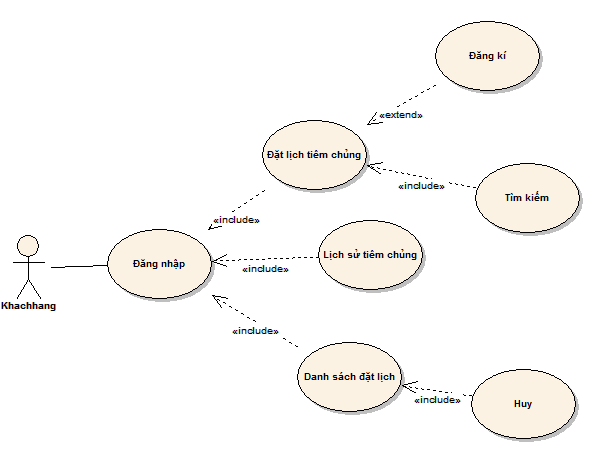 Đăng kí
«extend»
Đặt lịch tiêm chủng
«include»
Tìm kiếm
«include»
Lịch sử tiêm chủng
Đăng nhập
«include»
Khachhang
«include»
Danh sách đặt lịch
«include»
Huy